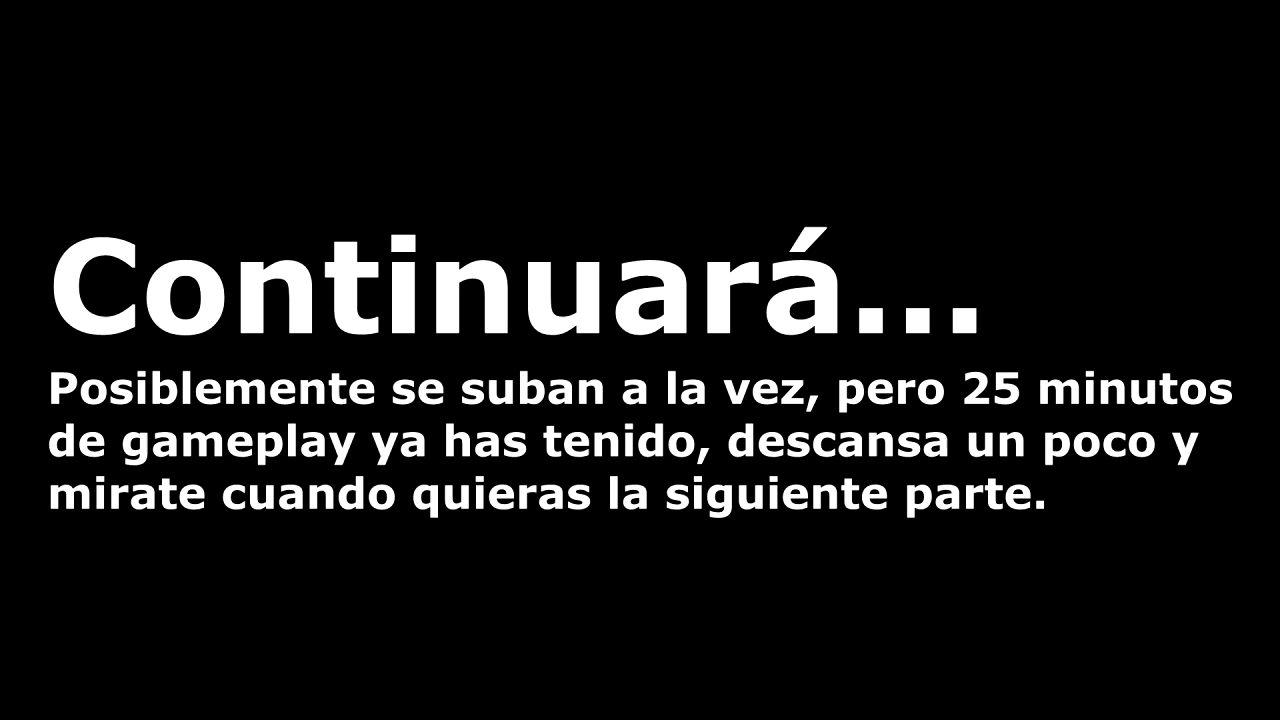 Continuará...
Posiblemente se suban a la vez, pero 25 minutos
de gameplay ya has tenido, descansa un poco y
mirate cuando quieras la siguiente parte.